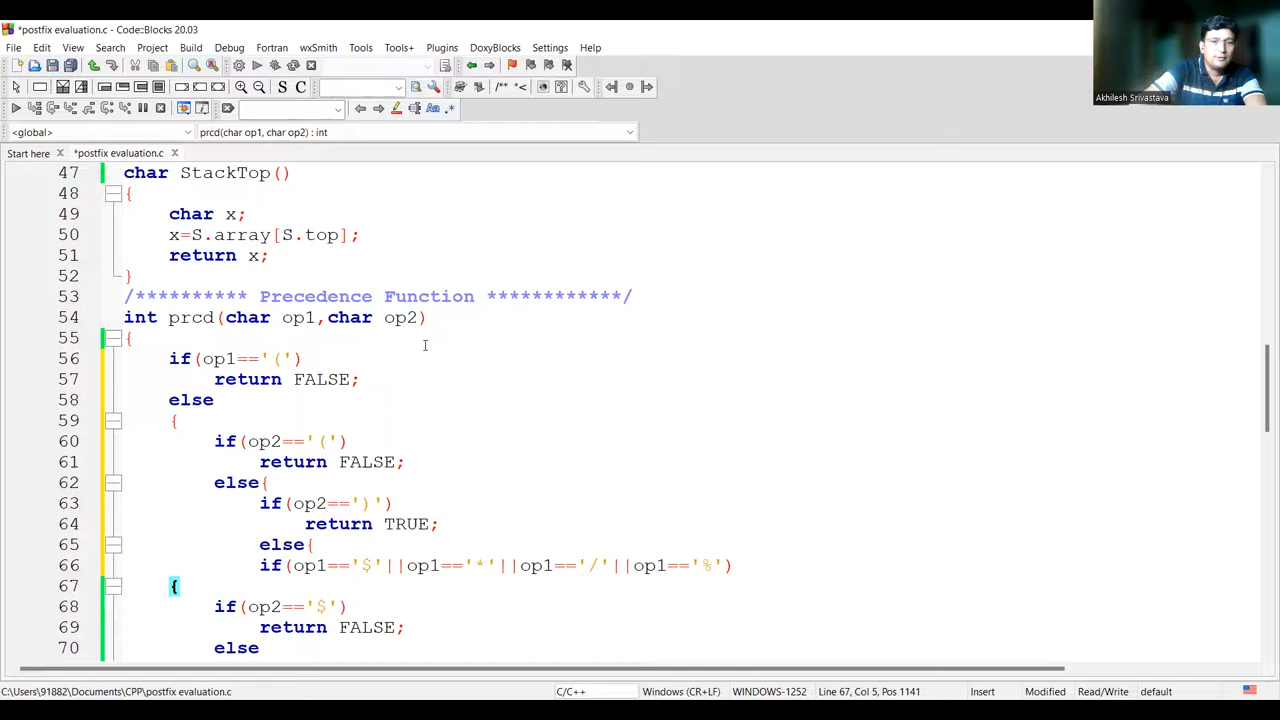 *postfix evaluation.c - Code::Blocks 20.03
File Edit View Search Project Build Debug Fortran wxSmith Tools Tools+ Plugins DoxyBlocks Settings Help
S C
/** *<
Aa .*
<global> prcd(char op1, char op2) : int
Start here *postfix evaluation.c
Akhilesh Srivastava
47 char StackTop()
48 {
49 char x;
50 x=S.array[S.top];
51 return x;
52 }
53 /********** Precedence Function ************/
54 int prcd(char op1,char op2)
55 {
56 if(op1=='(')
57 return FALSE;
58 else
59 {
60 if(op2=='(')
61 return FALSE;
62 else{
63 if(op2==')')
64 return TRUE;
65 else{
66 if(op1=='$'||op1=='*'||op1=='/'||op1=='%')
67 {
68 if(op2=='$')
69 return FALSE;
70 else
C:\Users\91882\Documents\CPP\postfix evaluation.c C/C++ Windows (CR+LF) WINDOWS-1252 Line 67, Col 5, Pos 1141 Insert Modified Read/Write default